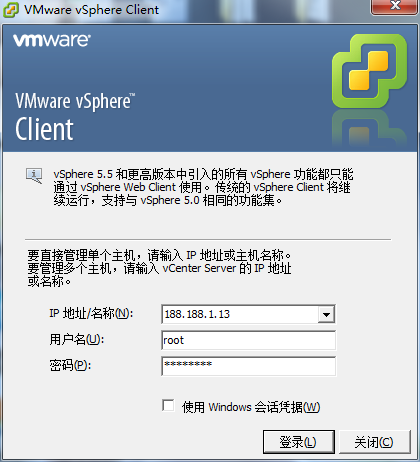 VMware vSphere Client
vmware®
VMware vSphere™
Client
vSphere 5.5 和更高版本中引入的所有 vSphere 功能都只能
通过 vSphere Web Client 使用。传统的 vSphere Client 将继
续运行，支持与 vSphere 5.0 相同的功能集。
要直接管理单个主机，请输入 IP 地址或主机名称。
要管理多个主机，请输入 vCenter Server 的 IP 地址
或名称。
IP 地址/名称(N): 188.188.1.13
用户名(U): root
密码(P): ********
使用 Windows 会话凭据(W)
登录(L) 关闭(C)